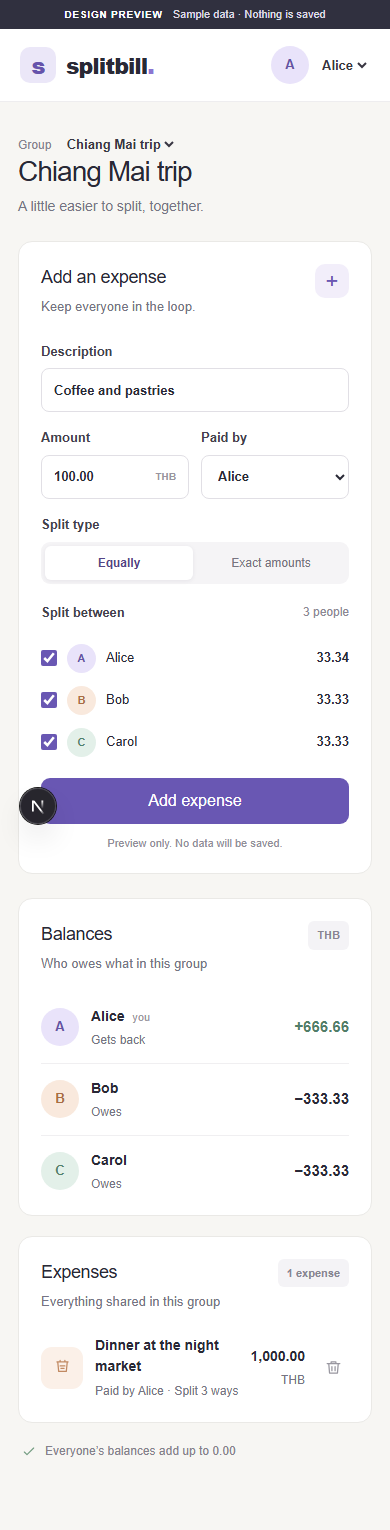 DESIGN PREVIEW Sample data · Nothing is saved
s splitbill. A Alice
Group Chiang Mai trip
Chiang Mai trip
A little easier to split, together.
Add an expense +
Keep everyone in the loop.
Description
Coffee and pastries
Amount Paid by
100.00 THB Alice
Split type
Equally Exact amounts
Split between 3 people
A Alice 33.34
B Bob 33.33
C Carol 33.33
N Add expense
Preview only. No data will be saved.
Balances THB
Who owes what in this group
A Alice you +666.66
Gets back
B Bob −333.33
Owes
C Carol −333.33
Owes
Expenses 1 expense
Everything shared in this group
Dinner at the night
market
1,000.00
THB
Paid by Alice · Split 3 ways
Everyone's balances add up to 0.00